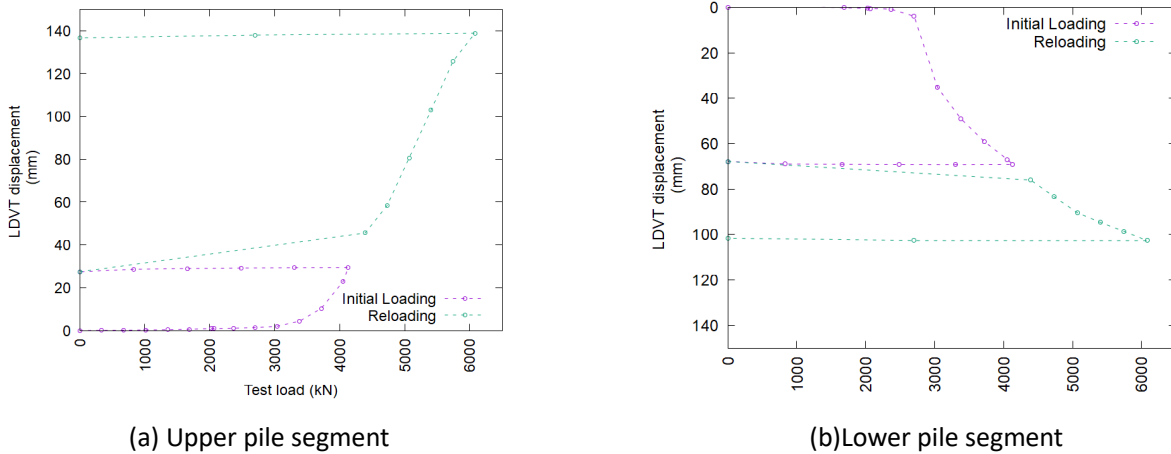 LDVT displacement
(mm)
140
120
100
80
60
40
20
0
Initial Loading
Reloading
0
1000
2000
3000
4000
5000
6000
Test load (kN)
(a) Upper pile segment
LDVT displacement
(mm)
0
20
40
60
80
100
120
140
Initial Loading
Reloading
0
1000
2000
3000
4000
5000
6000
(b)Lower pile segment